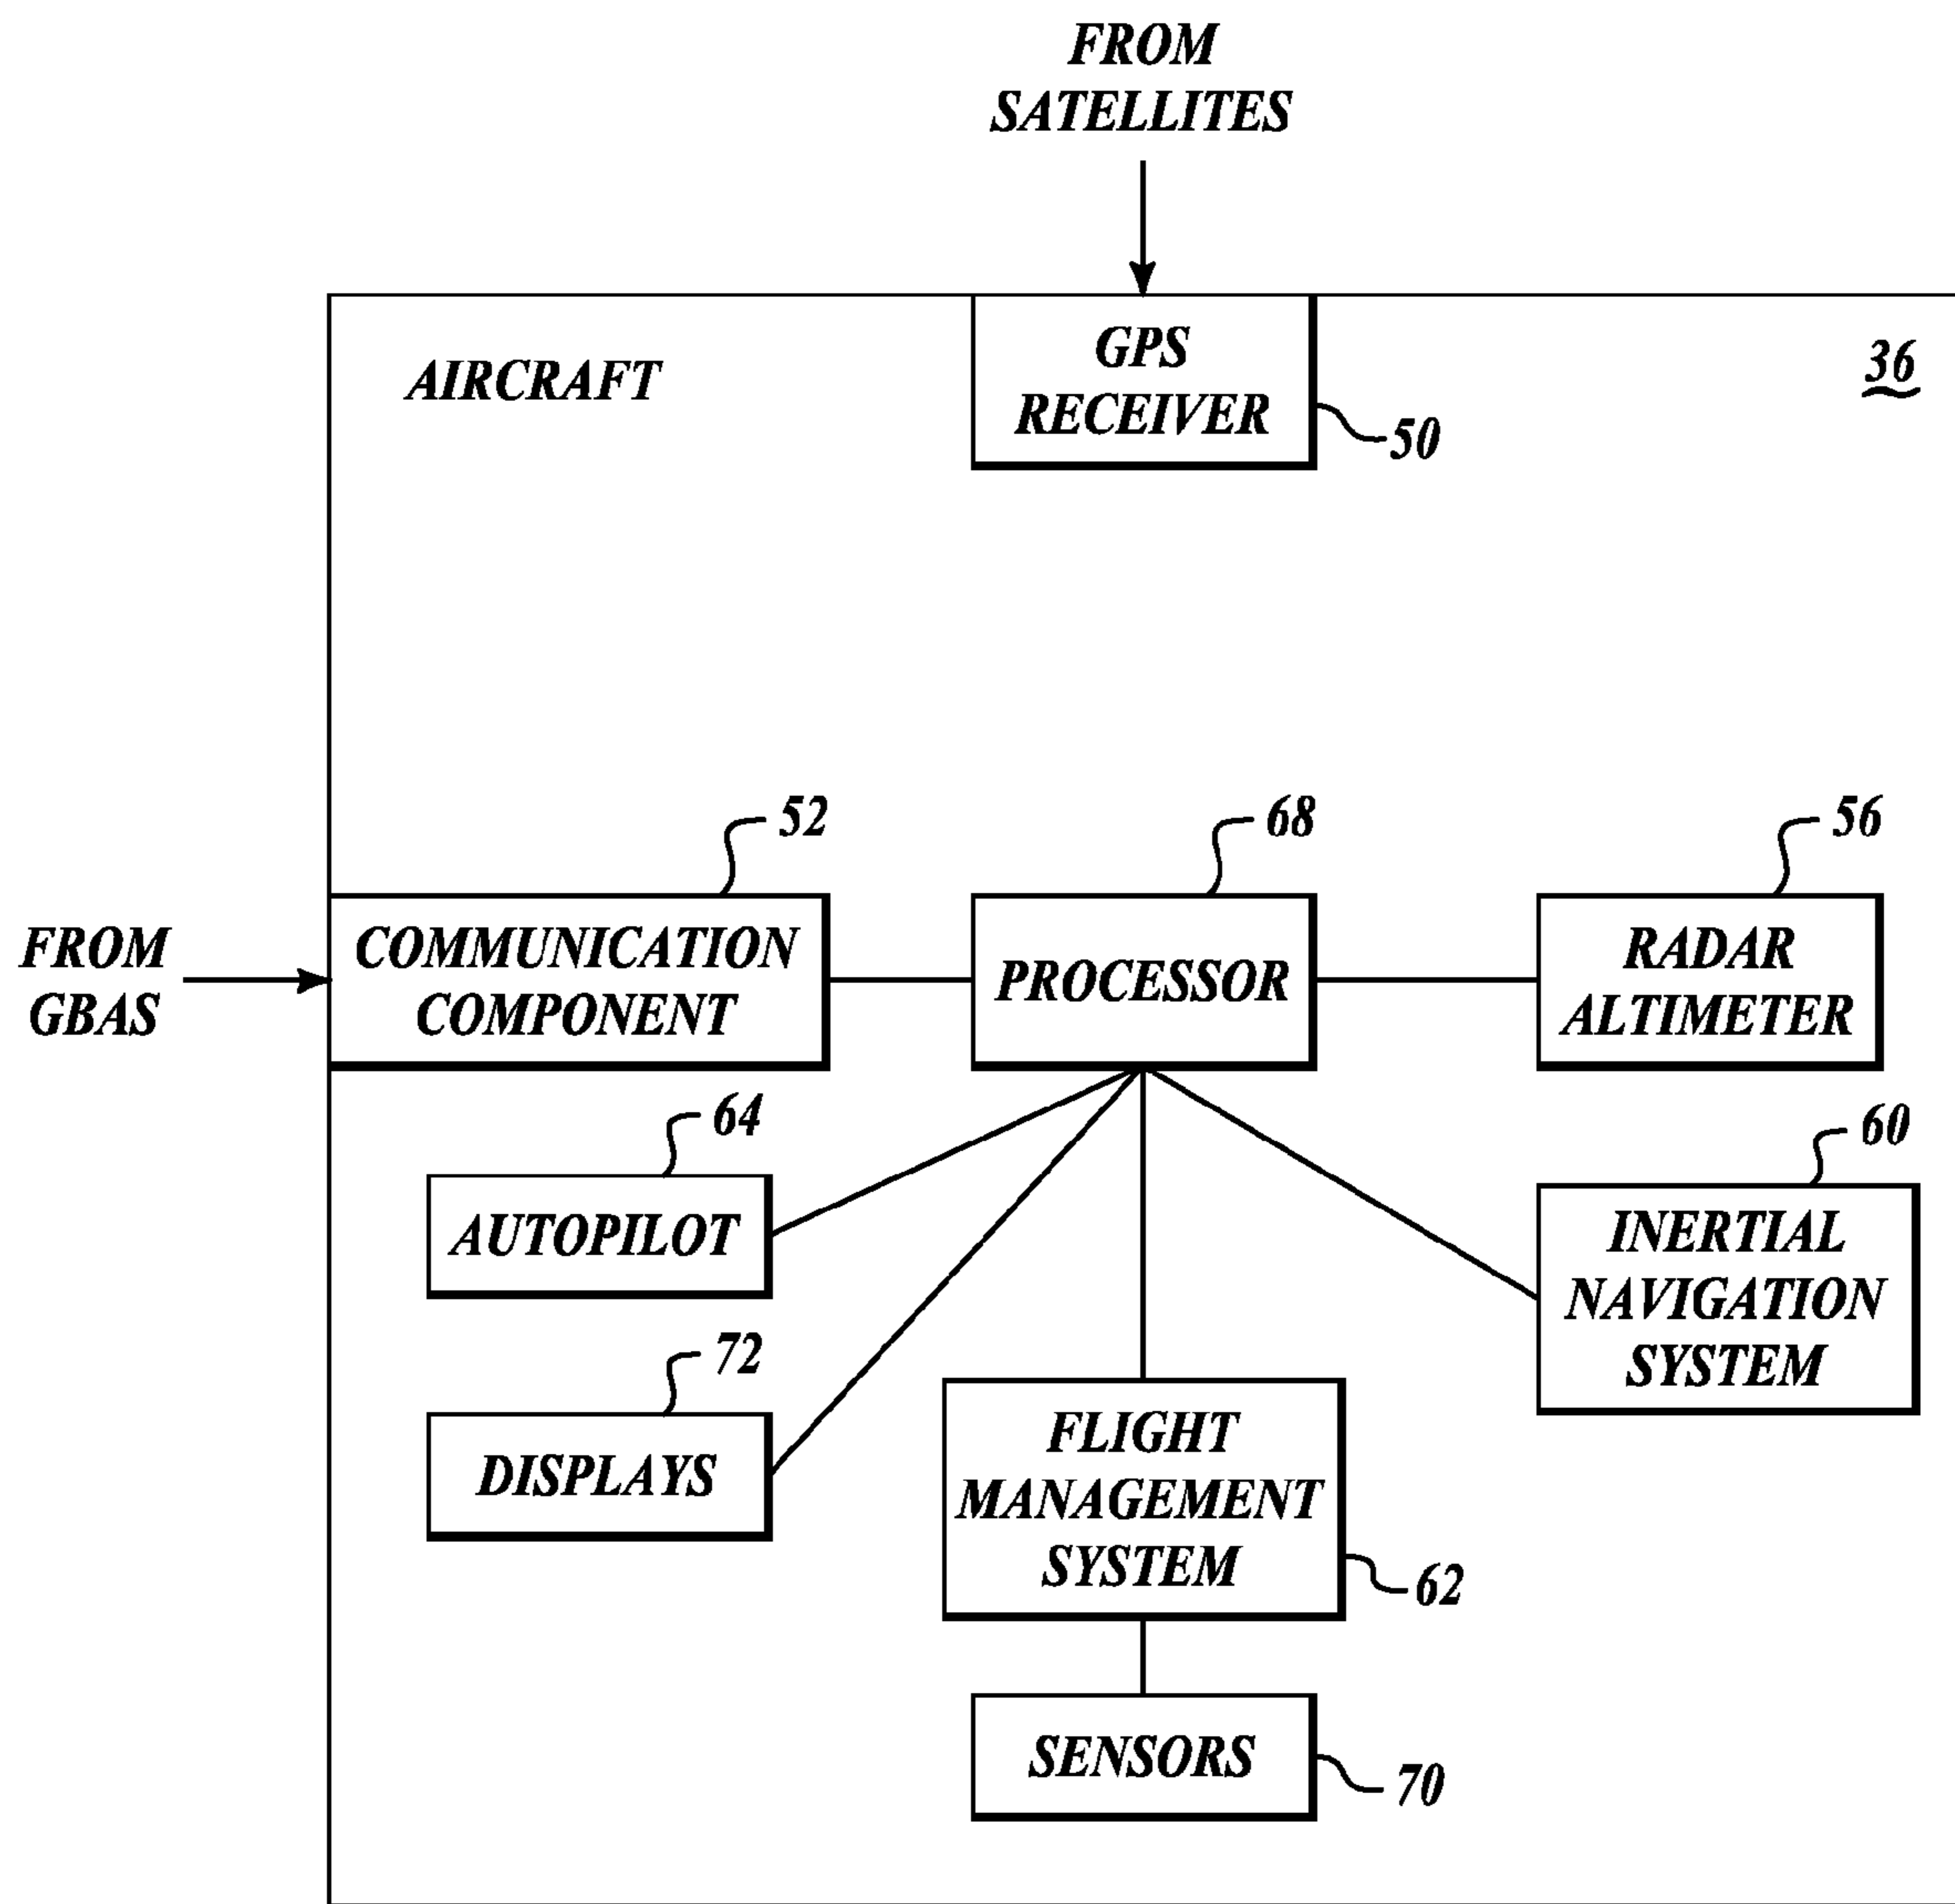 FROM
SATELLITES
AIRCRAFT
GPS
RECEIVER
36
50
52
68
56
FROM
GBAS
COMMUNICATION
COMPONENT
PROCESSOR
RADAR
ALTIMETER
64
60
AUTOPILOT
INERTIAL
NAVIGATION
SYSTEM
72
DISPLAYS
FLIGHT
MANAGEMENT
SYSTEM
62
SENSORS
70